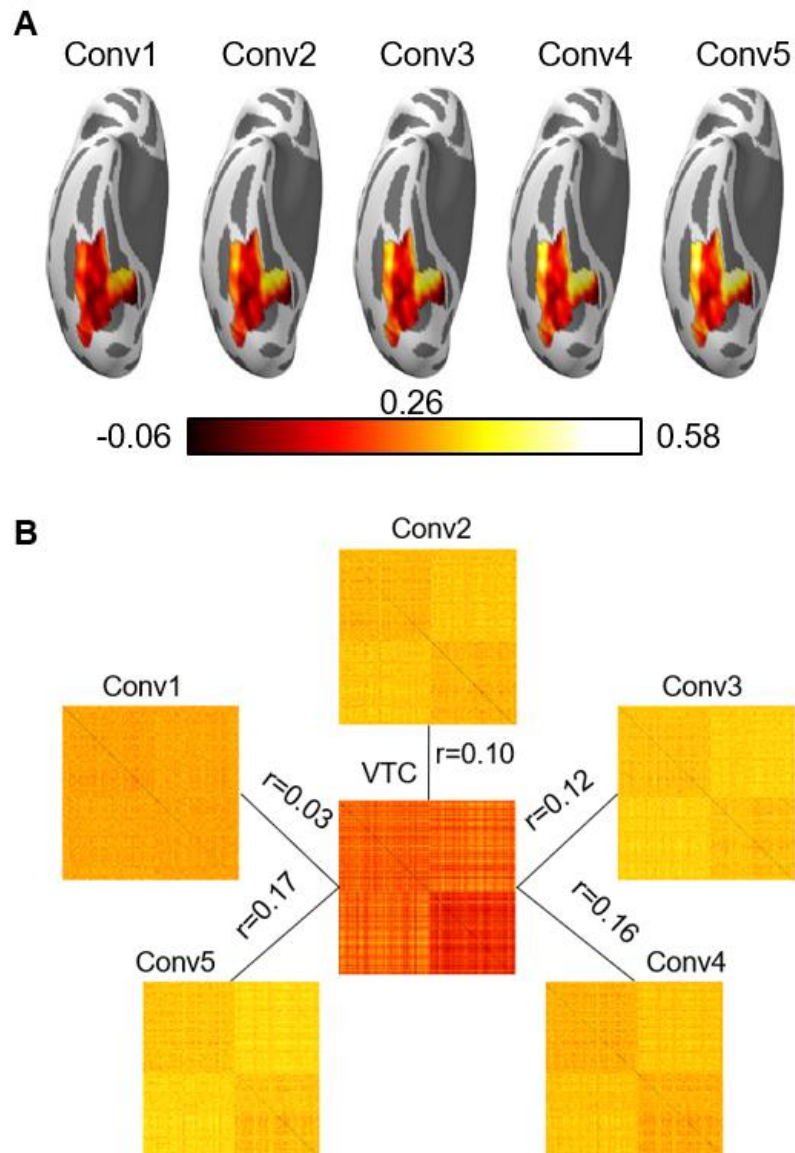 A
Conv1 Conv2 Conv3 Conv4 Conv5
0.26
-0.06 0.58
B
Conv2
Conv1
Conv3
VTC
r=0.10
r=0.03
r=0.12
r=0.17
r=0.16
Conv5
Conv4